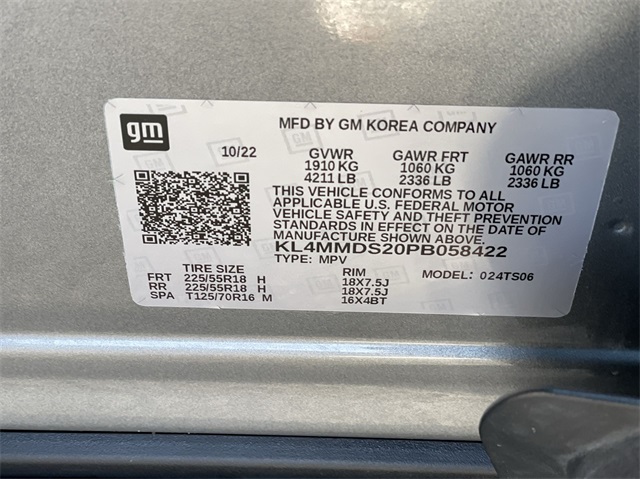 gm
MFD BY GM KOREA COMPANY
10/22 GVWR GAWR FRT GAWR RR
1910 KG 1060 KG 1060 KG
4211 LB 2336 LB 2336 LB
THIS VEHICLE CONFORMS TO ALL
APPLICABLE U.S. FEDERAL MOTOR
VEHICLE SAFETY AND THEFT PREVENTION
STANDARDS IN EFFECT ON THE DATE OF
MANUFACTURE SHOWN ABOVE.
KL4MMDS20PB058422
TYPE: MPV MODEL: 024TS06
TIRE SIZE RIM
FRT 225/55R18 H 18X7.5J
RR 225/55R18 H 18X7.5J
SPA T125/70R16 M 16X4BT